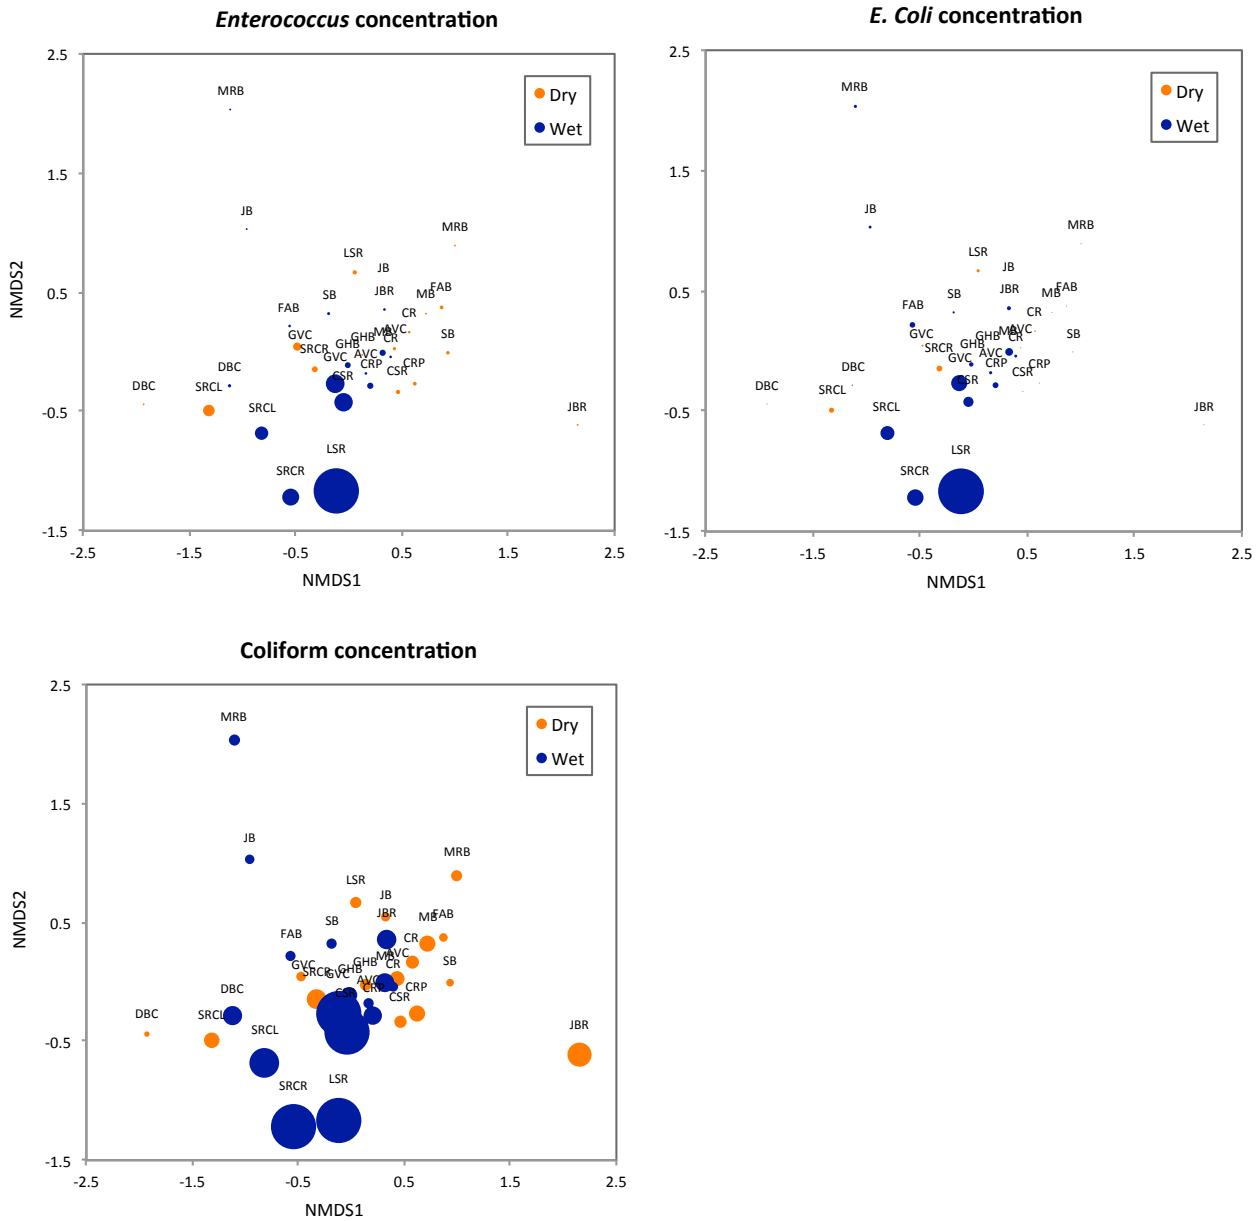 Enterococcus concentration
2.5
1.5
0.5
-0.5
-1.5
NMDS2
Dry
Wet
MRB
JB
MRB
LSR
JB
SB
JBR
MB
FAB
FAB
CR
GVC
GHB
MB
AVC
SB
SRCR
GHB
CR
GVC
AVC
DBC
CRP
CRP
DBC
SRCL
CSR
CSR
SRCL
JBR
SRCR
LSR
-2.5
-1.5
-0.5
0.5
1.5
2.5
NMDS1
E. Coli concentration
2.5
1.5
0.5
-0.5
-1.5
Dry
Wet
MRB
JB
MRB
LSR
JB
SB
JBR
MB
FAB
FAB
CR
GVC
GHB
MB
AVC
SB
SRCR
GHB
CR
GVC
AVC
DBC
CRP
CRP
DBC
SRCL
CSR
CSR
SRCL
JBR
SRCR
LSR
-2.5
-1.5
-0.5
0.5
1.5
2.5
NMDS1
Coliform concentration
2.5
1.5
0.5
-0.5
-1.5
NMDS2
Dry
Wet
MRB
JB
MRB
LSR
JB
SB
JBR
MB
FAB
FAB
CR
GVC
GHB
MB
AVC
SB
SRCR
GHB
CR
GVC
AVC
DBC
CRP
CRP
DBC
SRCL
CSR
CSR
SRCL
JBR
SRCR
LSR
-2.5
-1.5
-0.5
0.5
1.5
2.5
NMDS1